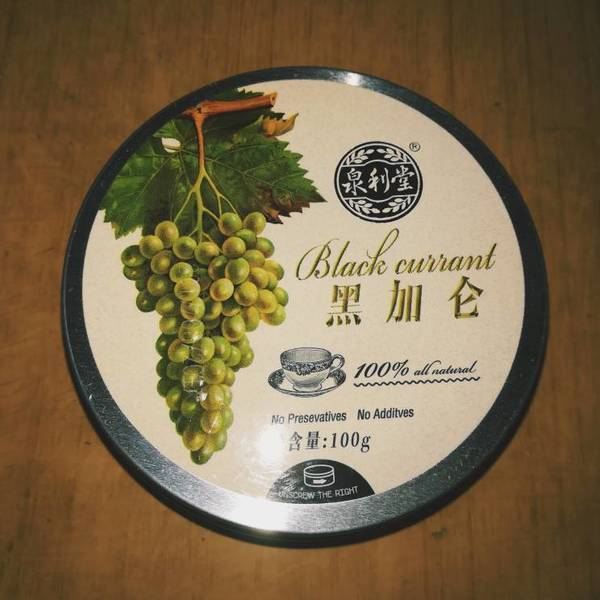 泉利堂
®
Black currant
黑加仑
100% all natural
No Presevatives No Additves
含量:100g
UNSCREW THE RIGHT